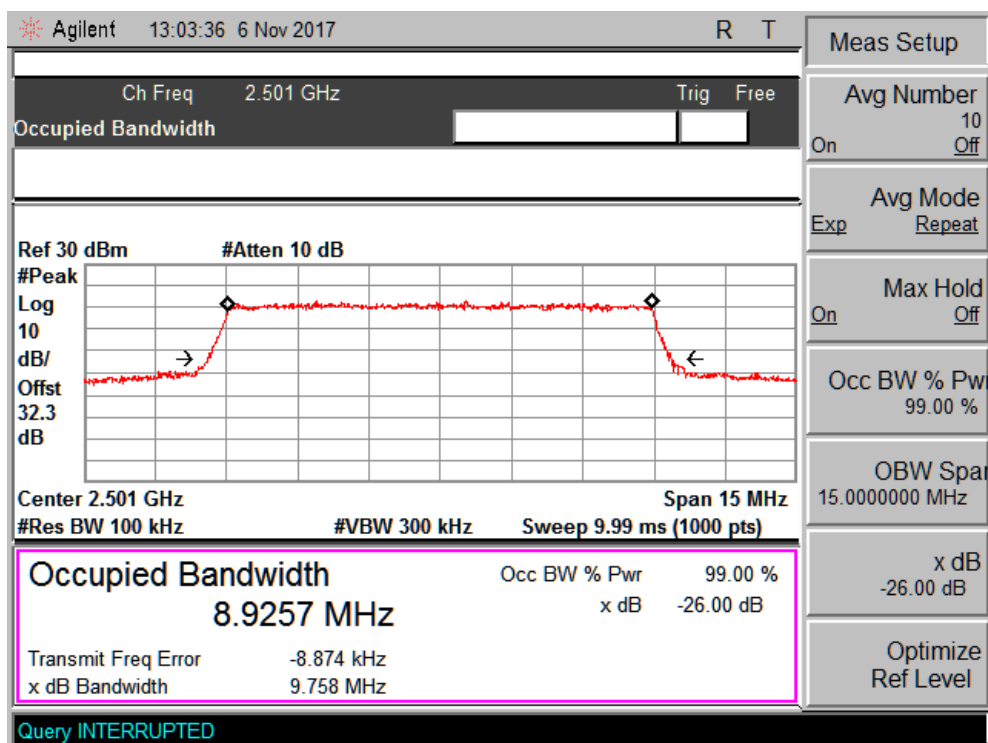 Agilent 13:03:36 6 Nov 2017 R T
Meas Setup
Ch Freq 2.501 GHz Trig Free
Occupied Bandwidth
Avg Number
10
On Off
Avg Mode
Exp Repeat
Max Hold
On Off
Occ BW % Pwr
99.00 %
OBW Span
15.0000000 MHz
x dB
-26.00 dB
Optimize
Ref Level
Ref 30 dBm #Atten 10 dB
#Peak
Log
10
dB/
Offst
32.3
dB
Center 2.501 GHz Span 15 MHz
#Res BW 100 kHz #VBW 300 kHz Sweep 9.99 ms (1000 pts)
Occupied Bandwidth Occ BW % Pwr 99.00 %
8.9257 MHz x dB -26.00 dB
Transmit Freq Error -8.874 kHz
x dB Bandwidth 9.758 MHz
Query INTERRUPTED